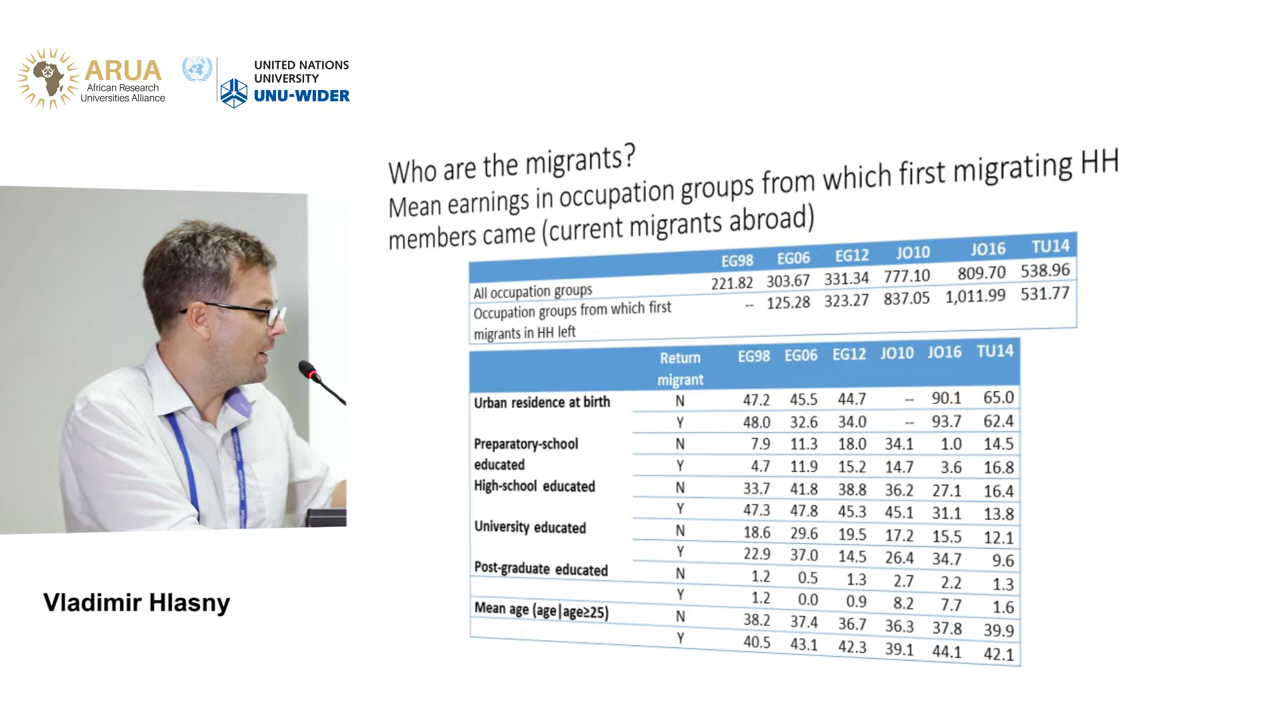 ARUA
African Research
Universities Alliance
UNITED NATIONS
UNIVERSITY
UNU-WIDER
Who are the migrants?
Mean earnings in occupation groups from which first migrating HH
members came (current migrants abroad)
EG98 EG06 EG12 JO10 JO16 TU14
All occupation groups 221.82 303.67 331.34 777.10 809.70 538.96
Occupation groups from which first -- 125.28 323.27 837.05 1,011.99 531.77
migrants in HH left
Return EG98 EG06 EG12 JO10 JO16 TU14
migrant
Urban residence at birth N 47.2 45.5 44.7 -- 90.1 65.0
Y 48.0 32.6 34.0 -- 93.7 62.4
Preparatory-school N 7.9 11.3 18.0 34.1 1.0 14.5
educated Y 4.7 11.9 15.2 14.7 3.6 16.8
High-school educated N 33.7 41.8 38.8 36.2 27.1 16.4
Y 47.3 47.8 45.3 45.1 31.1 13.8
University educated N 18.6 29.6 19.5 17.2 15.5 12.1
Y 22.9 37.0 14.5 26.4 34.7 9.6
Post-graduate educated N 1.2 0.5 1.3 2.7 2.2 1.3
Y 1.2 0.0 0.9 8.2 7.7 1.6
Mean age (age|age≥25) N 38.2 37.4 36.7 36.3 37.8 39.9
Y 40.5 43.1 42.3 39.1 44.1 42.1
Vladimir Hlasny